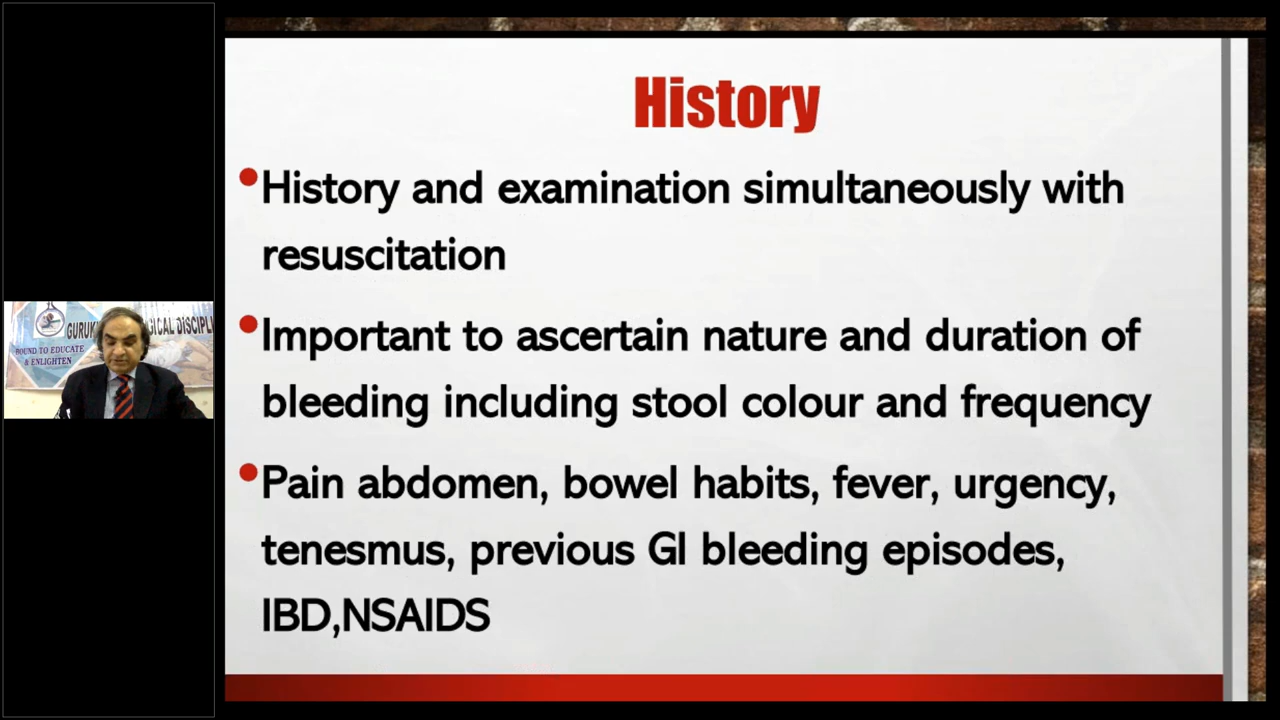 History
•History and examination simultaneously with
resuscitation
•Important to ascertain nature and duration of
bleeding including stool colour and frequency
•Pain abdomen, bowel habits, fever, urgency,
tenesmus, previous GI bleeding episodes,
IBD,NSAIDS
BOUND TO EDUCATE
& ENLIGHTEN